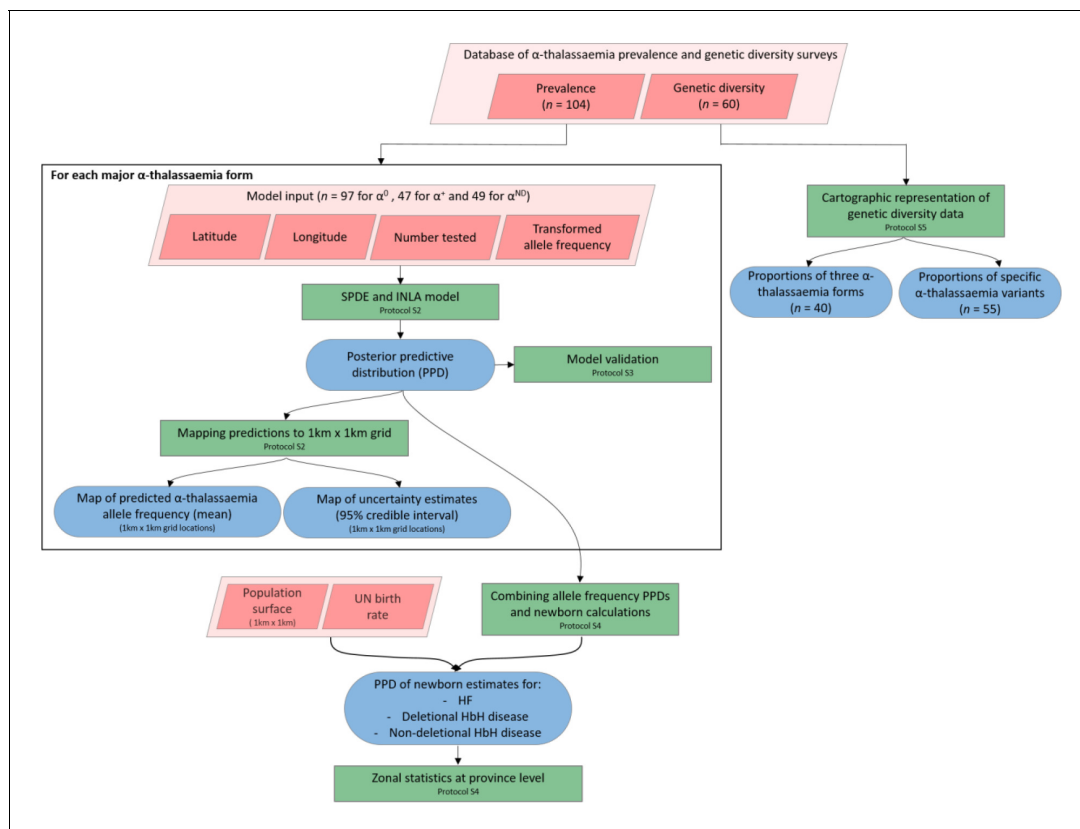 Database of α-thalassaemia prevalence and genetic diversity surveys
Prevalence
(n = 104)
Genetic diversity
(n = 60)
For each major α-thalassaemia form
Model input (n = 97 for α⁰ , 47 for α⁺ and 49 for αᴺᴰ)
Latitude
Longitude
Number tested
Transformed
allele frequency
SPDE and INLA model
Protocol S2
Posterior predictive
distribution (PPD)
Model validation
Protocol S3
Mapping predictions to 1km x 1km grid
Protocol S2
Map of predicted α-thalassaemia
allele frequency (mean)
(1km x 1km grid locations)
Map of uncertainty estimates
(95% credible interval)
(1km x 1km grid locations)
Cartographic representation of
genetic diversity data
Protocol S5
Proportions of three α-
thalassaemia forms
(n = 40)
Proportions of specific
α-thalassaemia variants
(n = 55)
Population
surface
( 1km x 1km)
UN birth
rate
Combining allele frequency PPDs
and newborn calculations
Protocol S4
PPD of newborn estimates for:
- HF
- Deletional HbH disease
- Non-deletional HbH disease
Zonal statistics at province level
Protocol S4